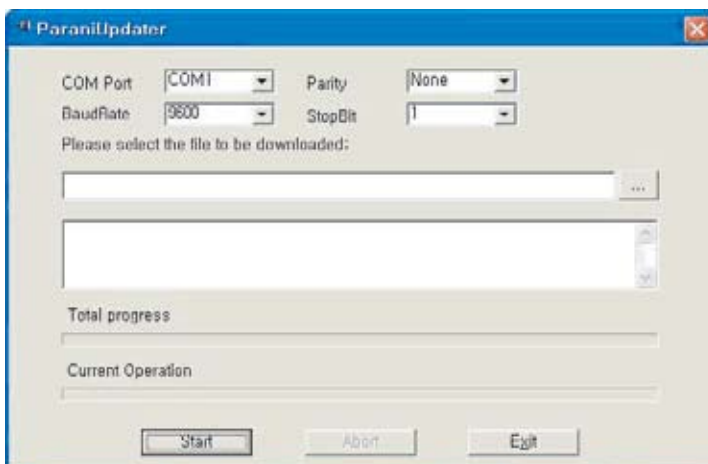 ParaniUpdater
COM Port COM1 Parity None
BaudRate 9600 StopBit 1
Please select the file to be downloaded:
...
Total progress
Current Operation
Start Abort Exit